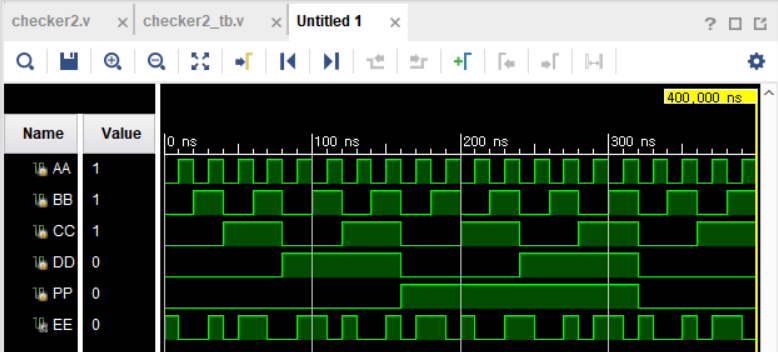 checker2.v × checker2_tb.v × Untitled 1 ×
400,000 ns
Name Value
0 ns 100 ns 200 ns 300 ns
AA 1
BB 1
CC 1
DD 0
PP 0
EE 0